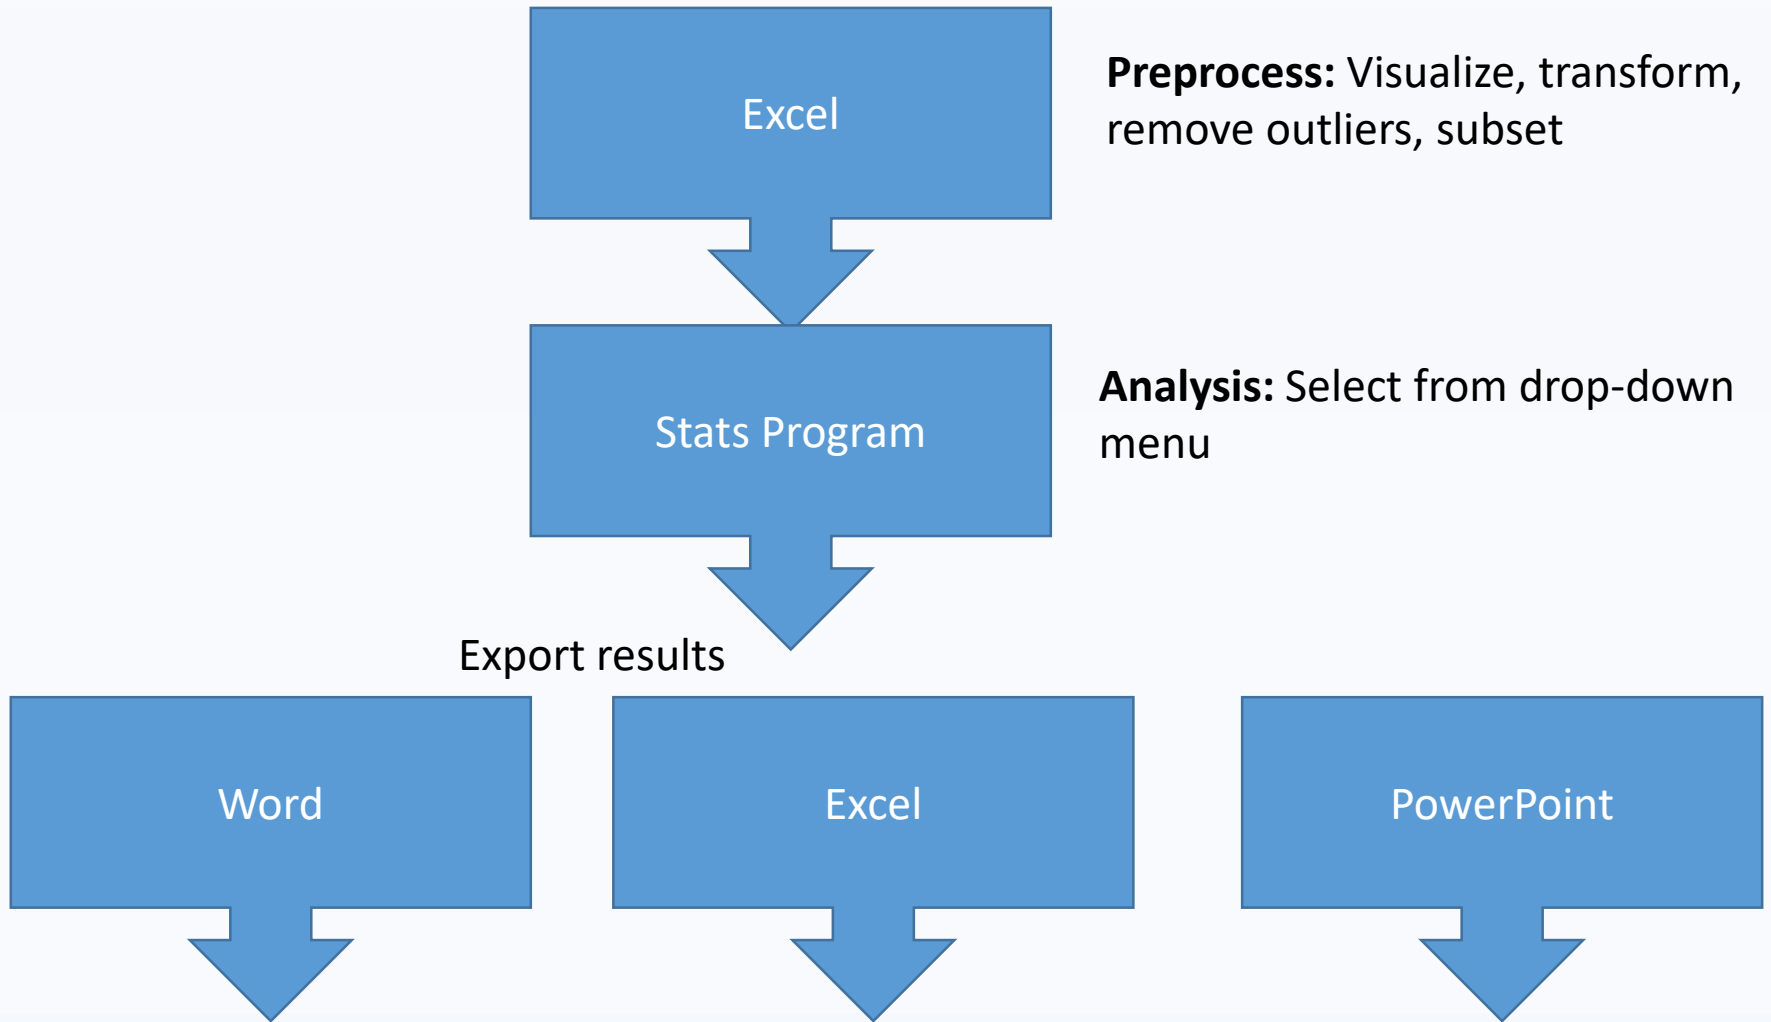 Excel
Preprocess: Visualize, transform,
remove outliers, subset
Stats Program
Analysis: Select from drop-down
menu
Export results
Word
Excel
PowerPoint